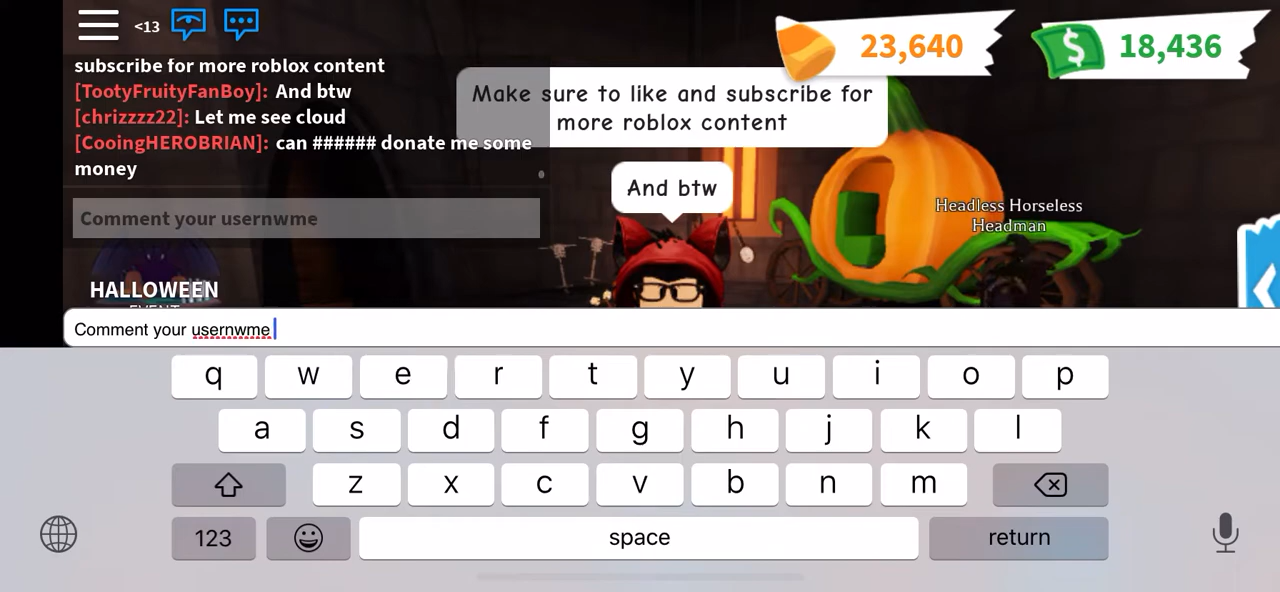 <13
23,640
18,436
subscribe for more roblox content
[TootyFruityFanBoy]: And btw
[chrizzzz22]: Let me see cloud
[CooingHEROBRIAN]: can ###### donate me some
money
Make sure to like and subscribe for
more roblox content
And btw
Headless Horseless
Headman
Comment your usernwme
HALLOWEEN
EVENT
Comment your usernwme
q w e r t y u i o p
a s d f g h j k l
z x c v b n m
123 space return